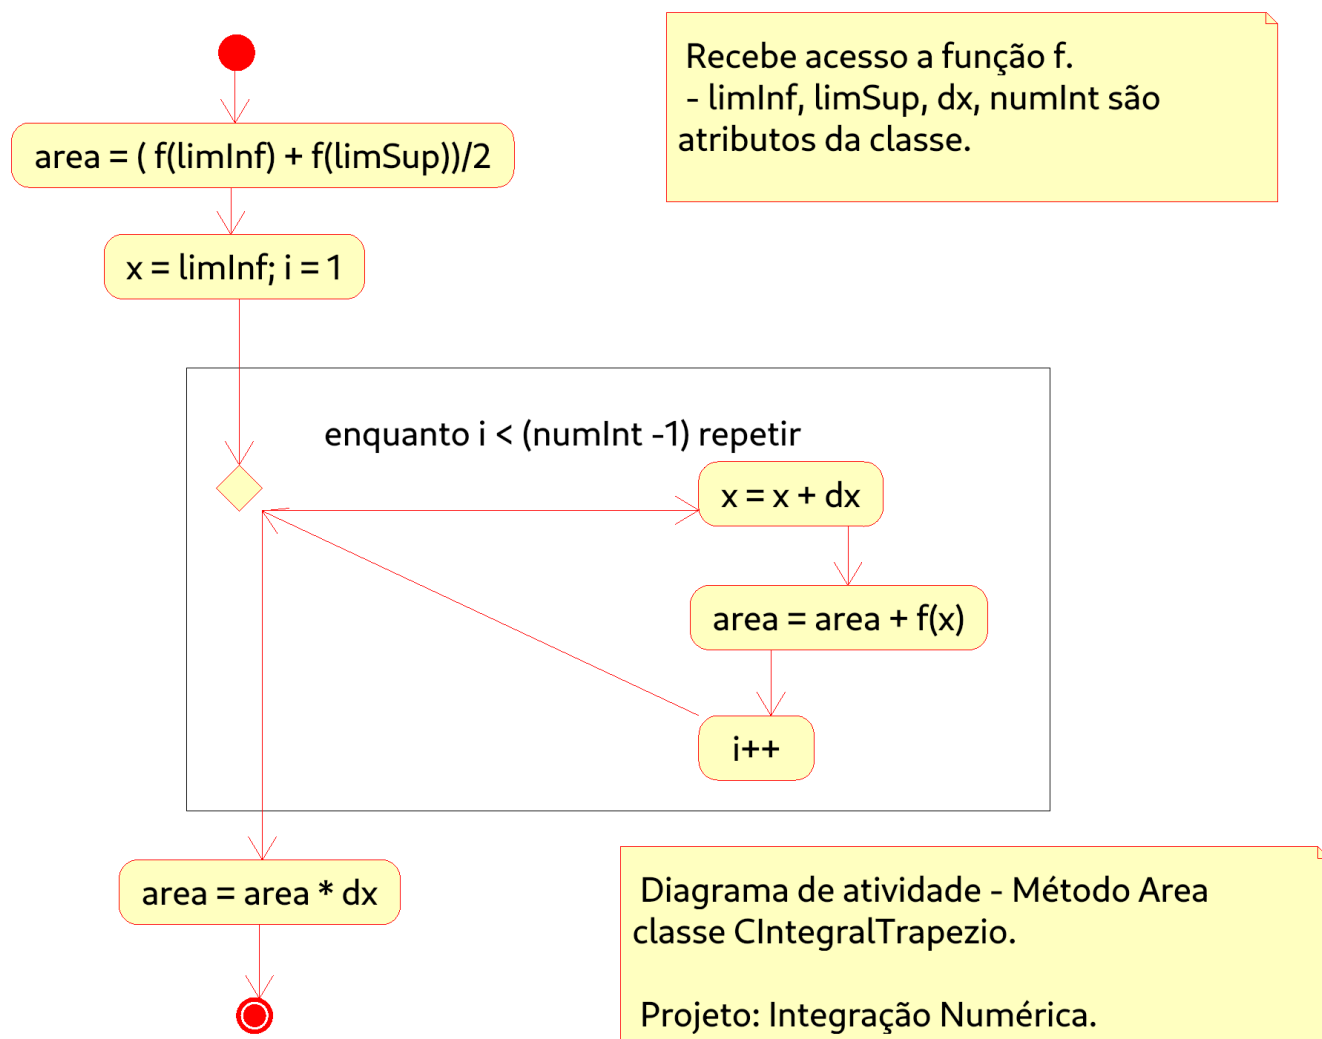 Recebe acesso a função f.
- limInf, limSup, dx, numInt são
atributos da classe.
area = ( f(limInf) + f(limSup))/2
x = limInf; i = 1
enquanto i < (numInt -1) repetir
x = x + dx
area = area + f(x)
i++
area = area * dx
Diagrama de atividade - Método Area
classe CIntegralTrapezio.
Projeto: Integração Numérica.